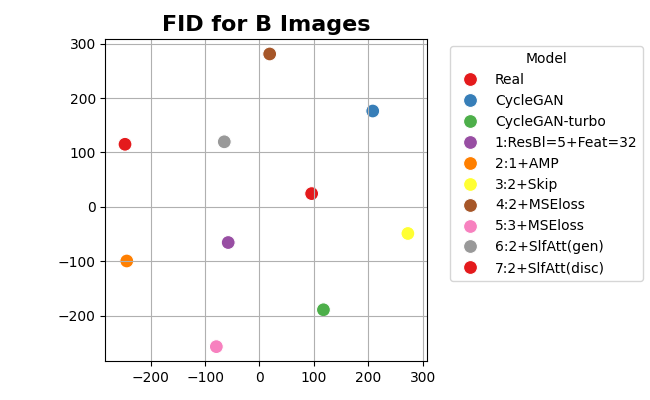 FID for B Images
300
200
100
0
−100
−200
−200 −100 0 100 200 300
Model
Real
CycleGAN
CycleGAN-turbo
1:ResBl=5+Feat=32
2:1+AMP
3:2+Skip
4:2+MSEloss
5:3+MSEloss
6:2+SlfAtt(gen)
7:2+SlfAtt(disc)